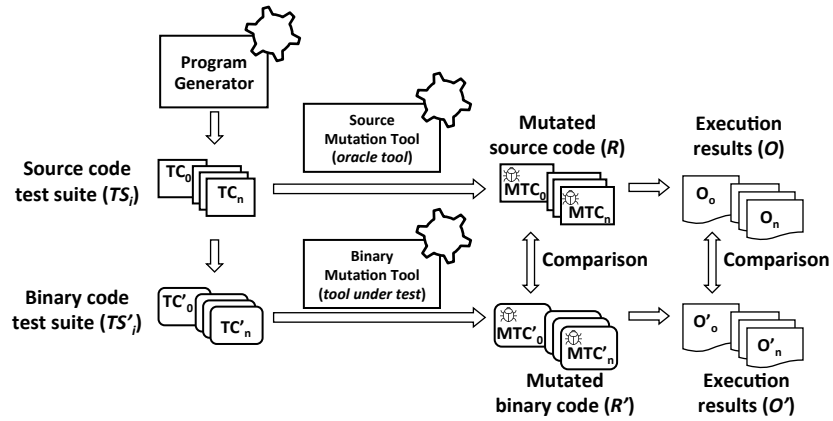 Program
Generator
Source
Mutation Tool
(oracle tool)
Mutated
source code (R)
Execution
results (O)
Source code
test suite (TSi)
TC0
TCn
MTC0
MTCn
Oo
On
Comparison
Comparison
Binary
Mutation Tool
(tool under test)
Binary code
test suite (TS'i)
TC'0
TC'n
MTC'0
MTC'n
O'o
O'n
Mutated
binary code (R')
Execution
results (O')